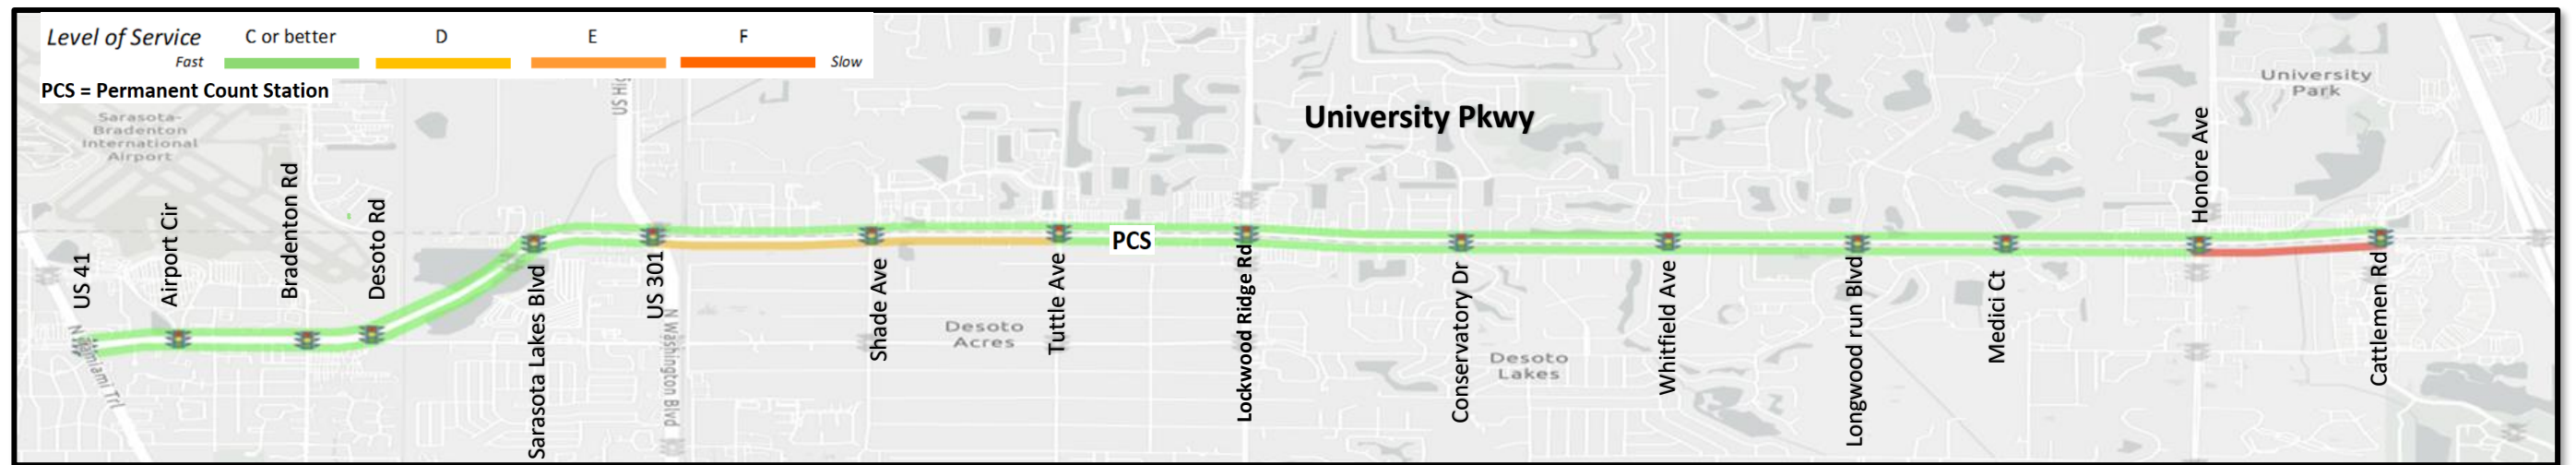 Level of Service
C or better
D
E
F
Fast
Slow
PCS = Permanent Count Station
University Pkwy
Sarasota-
Bradenton
International
Airport
University
Park
US Hi
US 41
Airport Cir
Bradenton Rd
Desoto Rd
Sarasota Lakes Blvd
US 301
N Washington Blvd
Shade Ave
Desoto
Acres
Tuttle Ave
PCS
Lockwood Ridge Rd
Conservatory Dr
Desoto
Lakes
Whitfield Ave
Longwood run Blvd
Medici Ct
Honore Ave
Cattlemen Rd